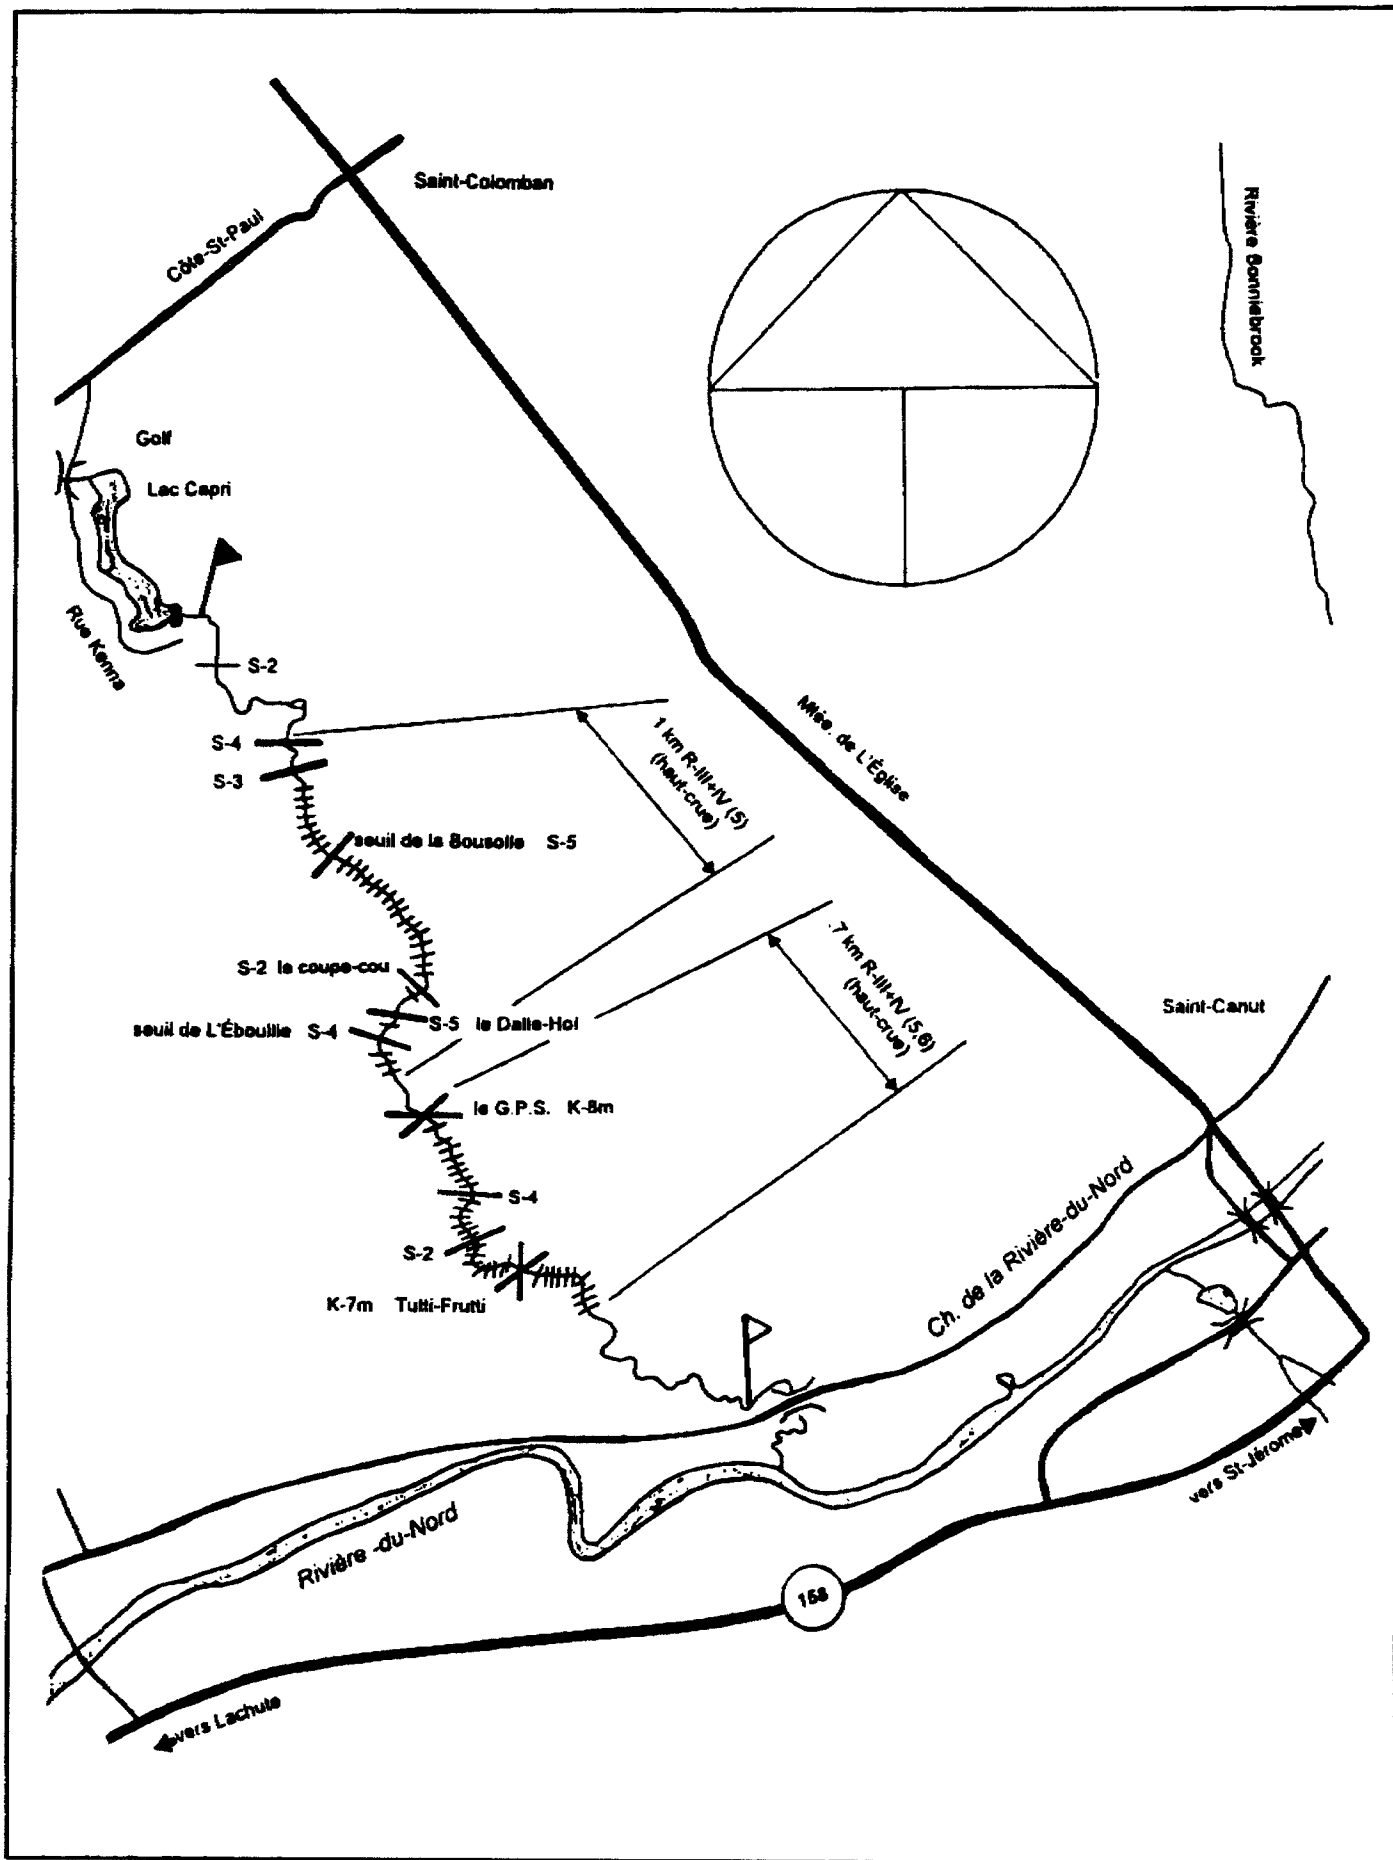 Saint-Colomban
Côte-St-Paul
Rivière Bonniebrook
Golf
Lac Capri
Rue Kenna
S-2
S-4
S-3
1 km R-III+IV (5)
(haut-crue)
Mtée. de L'Église
seuil de la Bousolle S-5
S-2 le coupe-cou
.7 km R-III+IV (5,6)
(haut-crue)
Saint-Canut
S-5 le Dalle-Hol
seuil de L'Éboullie S-4
le G.P.S. K-8m
S-4
S-2
K-7m Tutti-Frutti
Ch. de la Rivière-du-Nord
vers St-Jérome
Rivière -du-Nord
158
vers Lachute